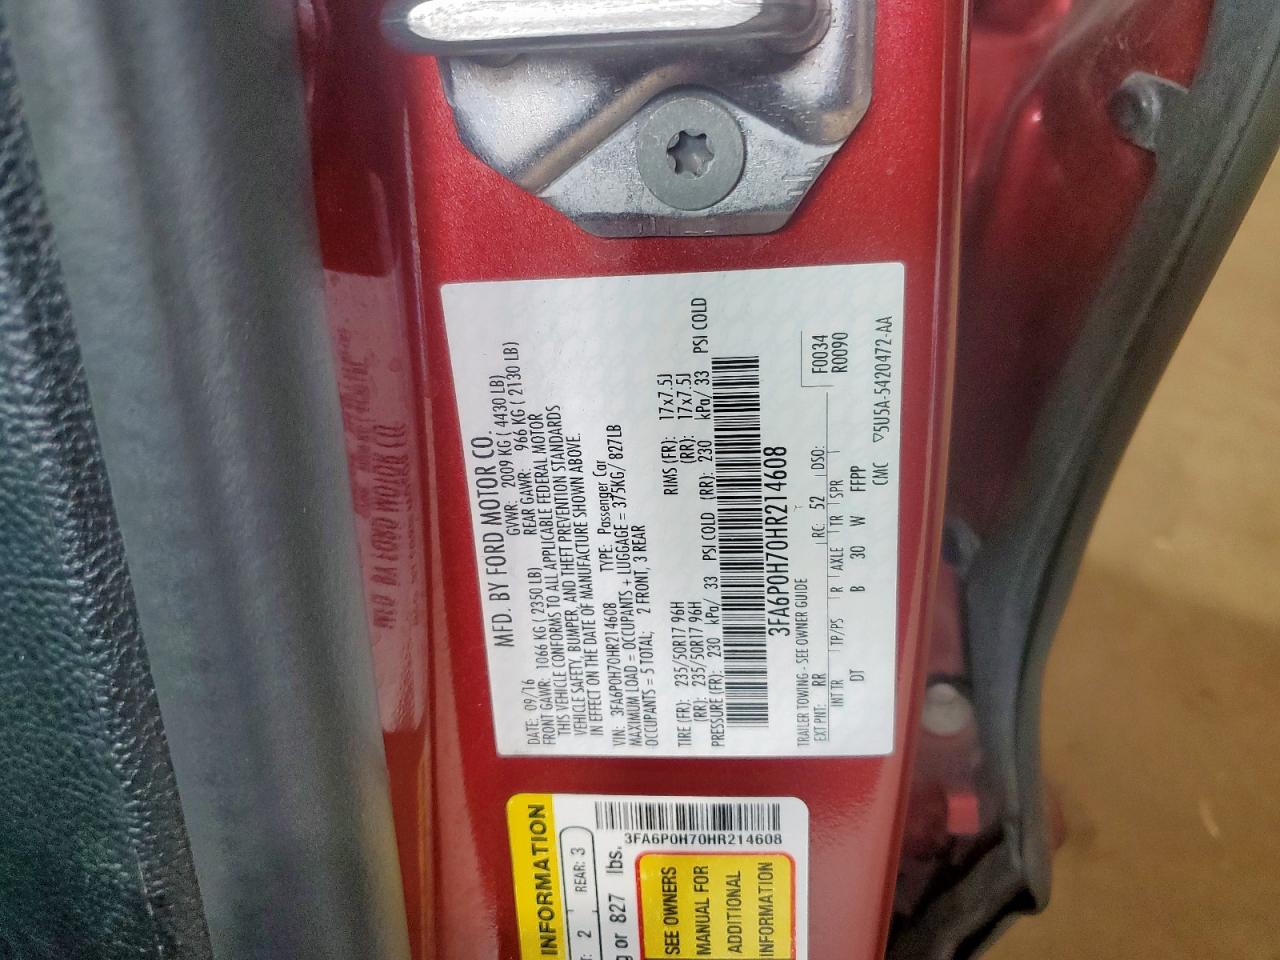 MFD. BY FORD MOTOR CO.
DATE: 09/16 GVWR: 2009 KG ( 4430 LB)
FRONT GAWR: 1066 KG ( 2350 LB) REAR GAWR: 966 KG ( 2130 LB)
THIS VEHICLE CONFORMS TO ALL APPLICABLE FEDERAL MOTOR
VEHICLE SAFETY, BUMPER, AND THEFT PREVENTION STANDARDS
IN EFFECT ON THE DATE OF MANUFACTURE SHOWN ABOVE.
VIN: 3FA6P0H70HR214608 TYPE: Passenger Car
MAXIMUM LOAD = OCCUPANTS + LUGGAGE = 375KG/ 827LB
OCCUPANTS = 5 TOTAL; 2 FRONT, 3 REAR
TIRE (FR): 235/50R17 96H RIMS (FR): 17x7.5J
(RR): 235/50R17 96H (RR): 17x7.5J
PRESSURE (FR): 230 kPa/ 33 PSI COLD (RR): 230 kPa/ 33 PSI COLD
3FA6P0H70HR214608
TRAILER TOWING - SEE OWNER GUIDE
EXT PNT: RR RC: 52 DSO: F0034
R0090
INT TR TP/PS R AXLE TR SPR
DT B 30 W FFPP
CMC ▽5U5A-5420472-AA
INFORMATION
2 REAR: 3
g or 827 lbs.
3FA6P0H70HR214608
SEE OWNERS
MANUAL FOR
ADDITIONAL
INFORMATION